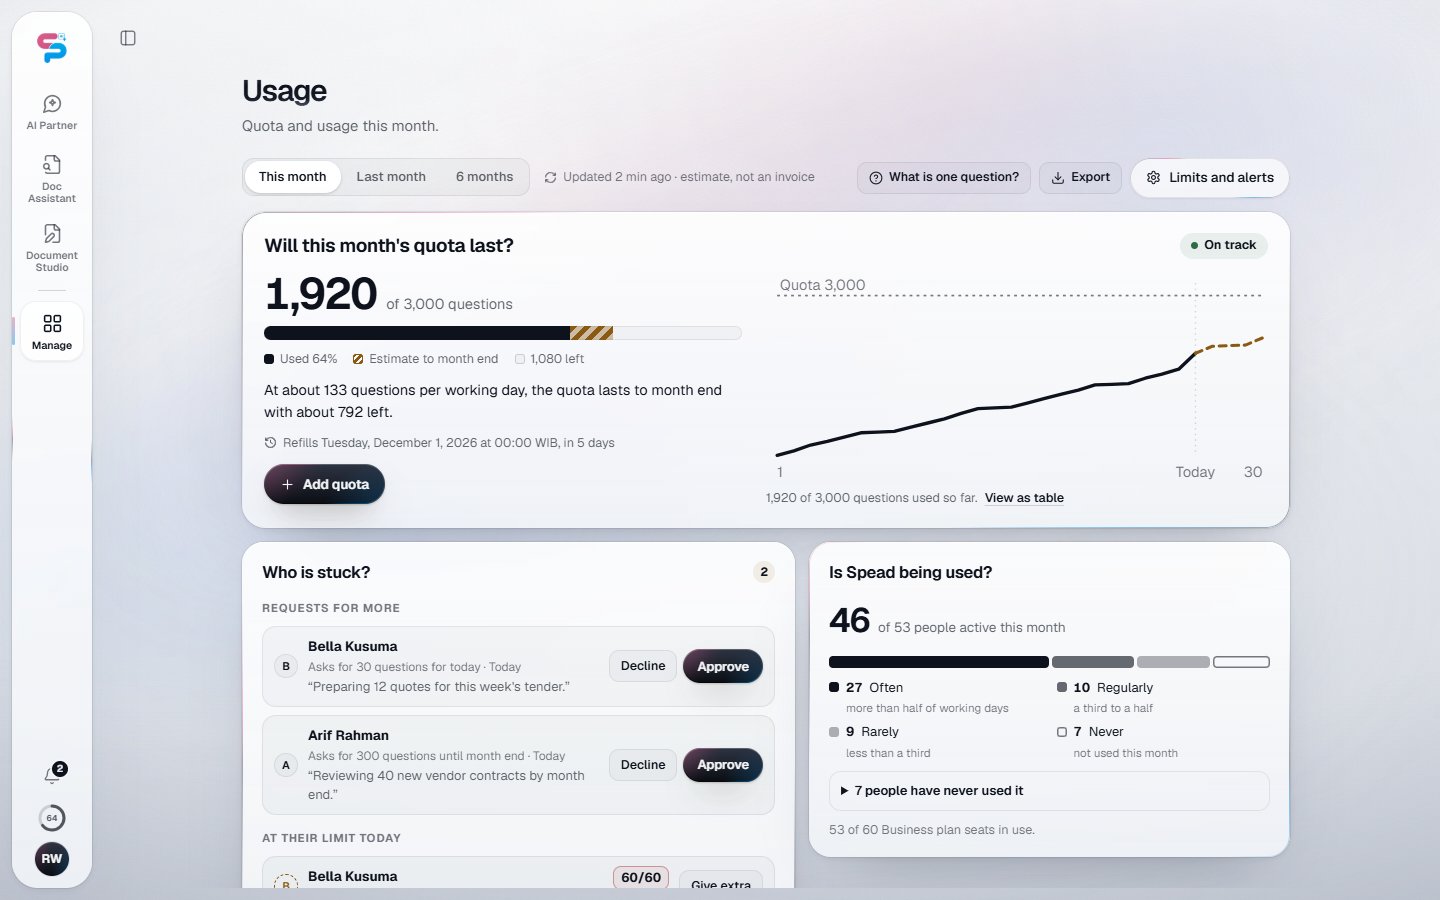 AI Partner
Doc
Assistant
Document
Studio
Manage
2
64
RW
Usage
Quota and usage this month.
This month
Last month
6 months
Updated 2 min ago · estimate, not an invoice
What is one question?
Export
Limits and alerts
Will this month's quota last?
On track
1,920 of 3,000 questions
Used 64%
Estimate to month end
1,080 left
At about 133 questions per working day, the quota lasts to month end
with about 792 left.
Refills Tuesday, December 1, 2026 at 00:00 WIB, in 5 days
Add quota
Quota 3,000
1
Today
30
1,920 of 3,000 questions used so far. View as table
Who is stuck?
2
REQUESTS FOR MORE
B
Bella Kusuma
Asks for 30 questions for today · Today
“Preparing 12 quotes for this week's tender.”
Decline
Approve
A
Arif Rahman
Asks for 300 questions until month end · Today
“Reviewing 40 new vendor contracts by month
end.”
Decline
Approve
AT THEIR LIMIT TODAY
B
Bella Kusuma
60/60
Give extra
Is Spead being used?
46 of 53 people active this month
27 Often
more than half of working days
10 Regularly
a third to a half
9 Rarely
less than a third
7 Never
not used this month
7 people have never used it
53 of 60 Business plan seats in use.